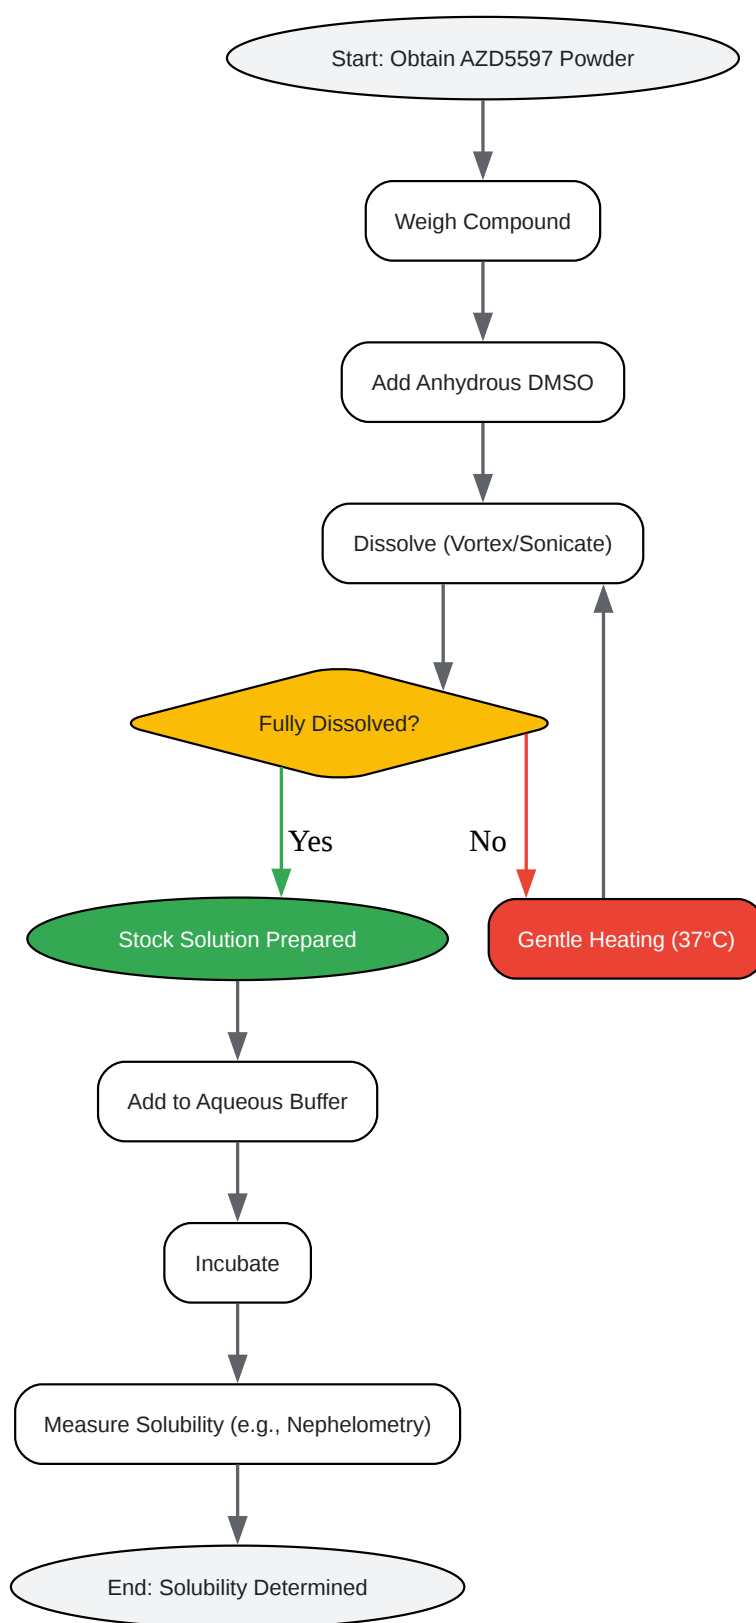 Start: Obtain AZD5597 Powder
Weigh Compound
Add Anhydrous DMSO
Dissolve (Vortex/Sonicate)
Fully Dissolved?
Yes
No
Stock Solution Prepared
Gentle Heating (37°C)
Add to Aqueous Buffer
Incubate
Measure Solubility (e.g., Nephelometry)
End: Solubility Determined